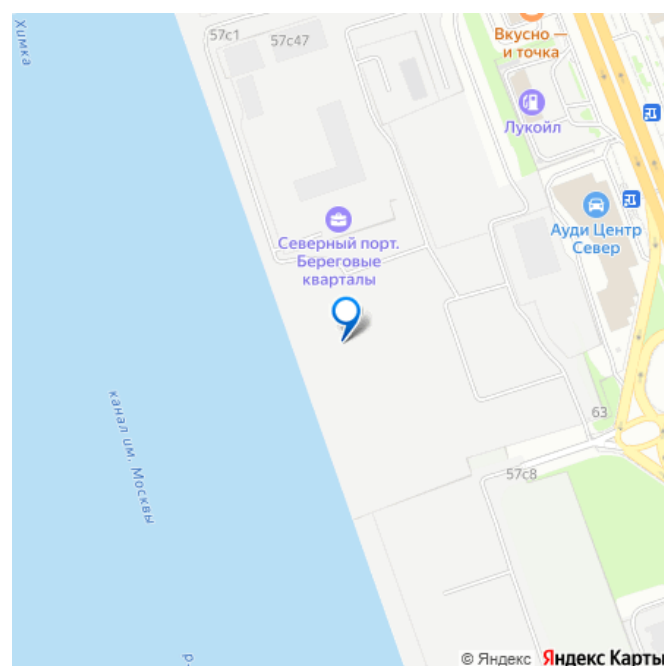 Химка
57с1
57с47
Вкусно —
и точка
Лукойл
Ауди Центр
Север
Северный порт.
Береговые
кварталы
канал им. Москвы
63
57с8
р-
© Яндекс Яндекс Карты